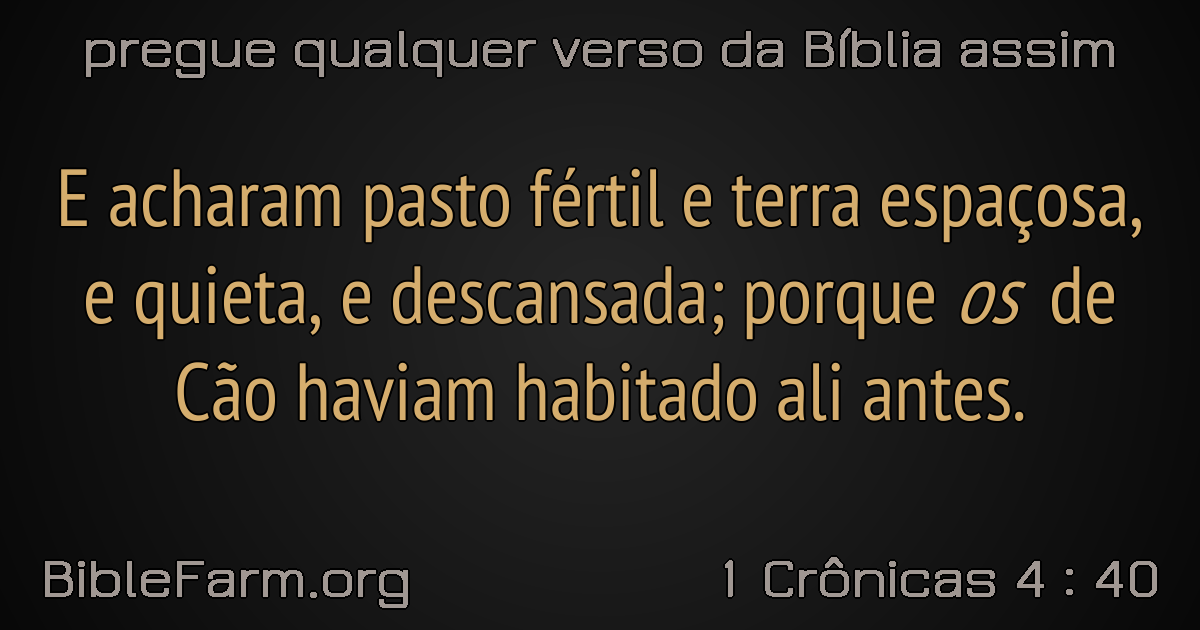 pregue qualquer verso da Bíblia assim
E acharam pasto fértil e terra espaçosa,
e quieta, e descansada; porque os de
Cão haviam habitado ali antes.
BibleFarm.org
1 Crônicas 4 : 40